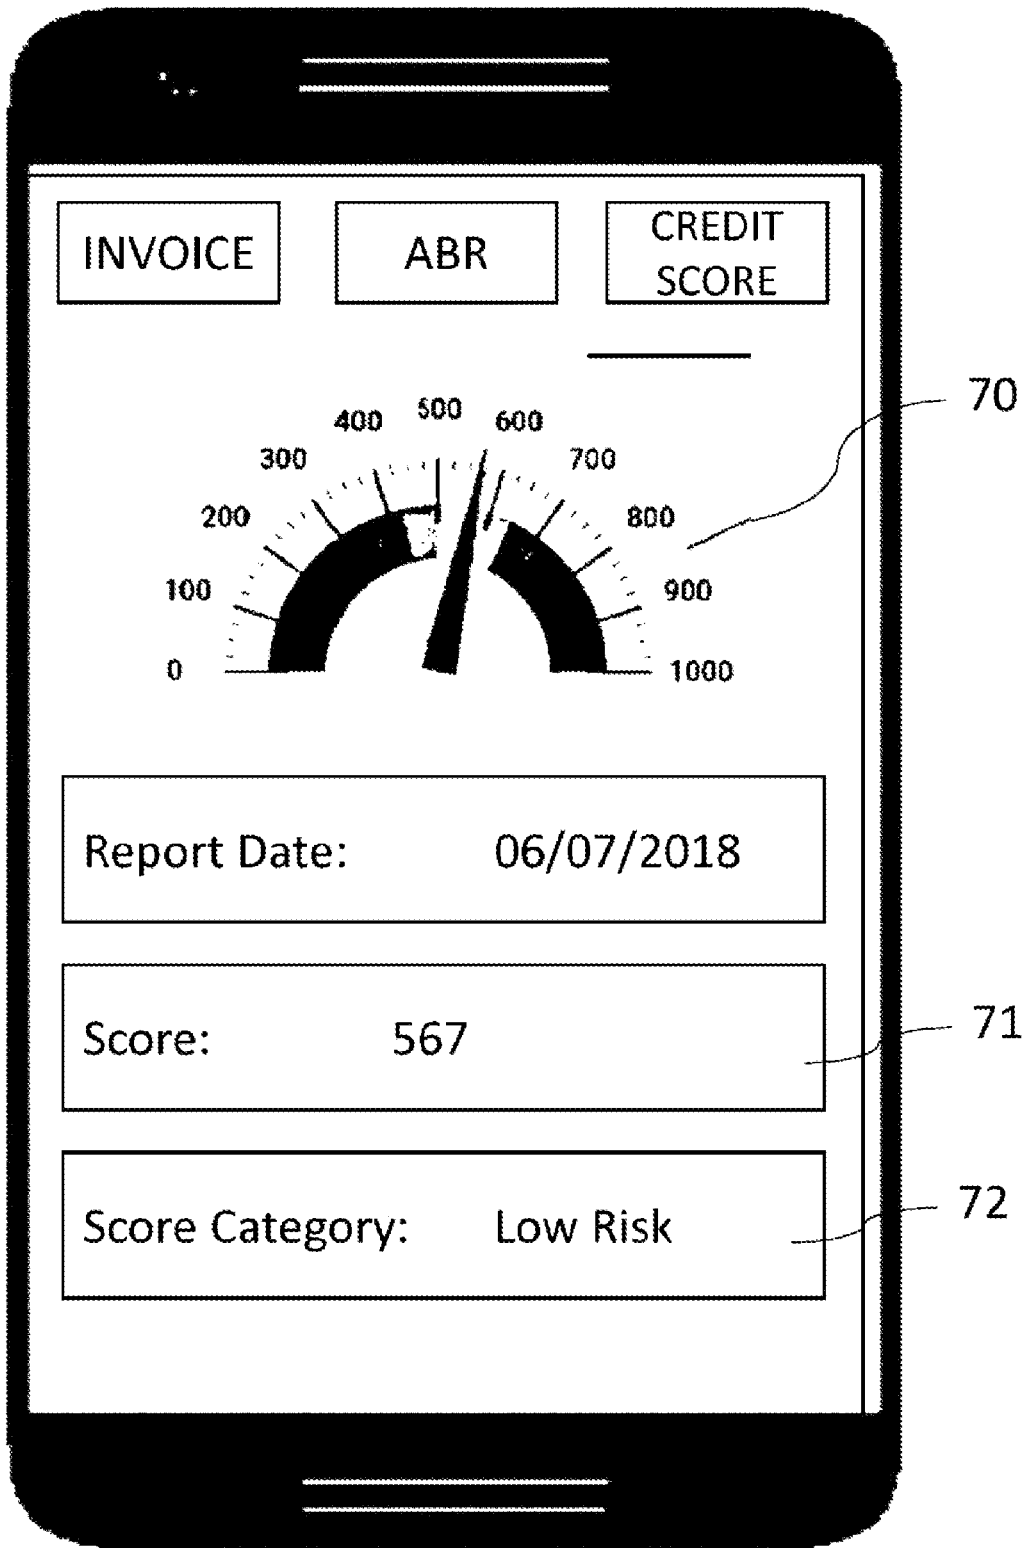 INVOICE
ABR
CREDIT
SCORE
70
0
100
200
300
400
500
600
700
800
900
1000
Report Date: 06/07/2018
Score: 567
71
Score Category: Low Risk
72